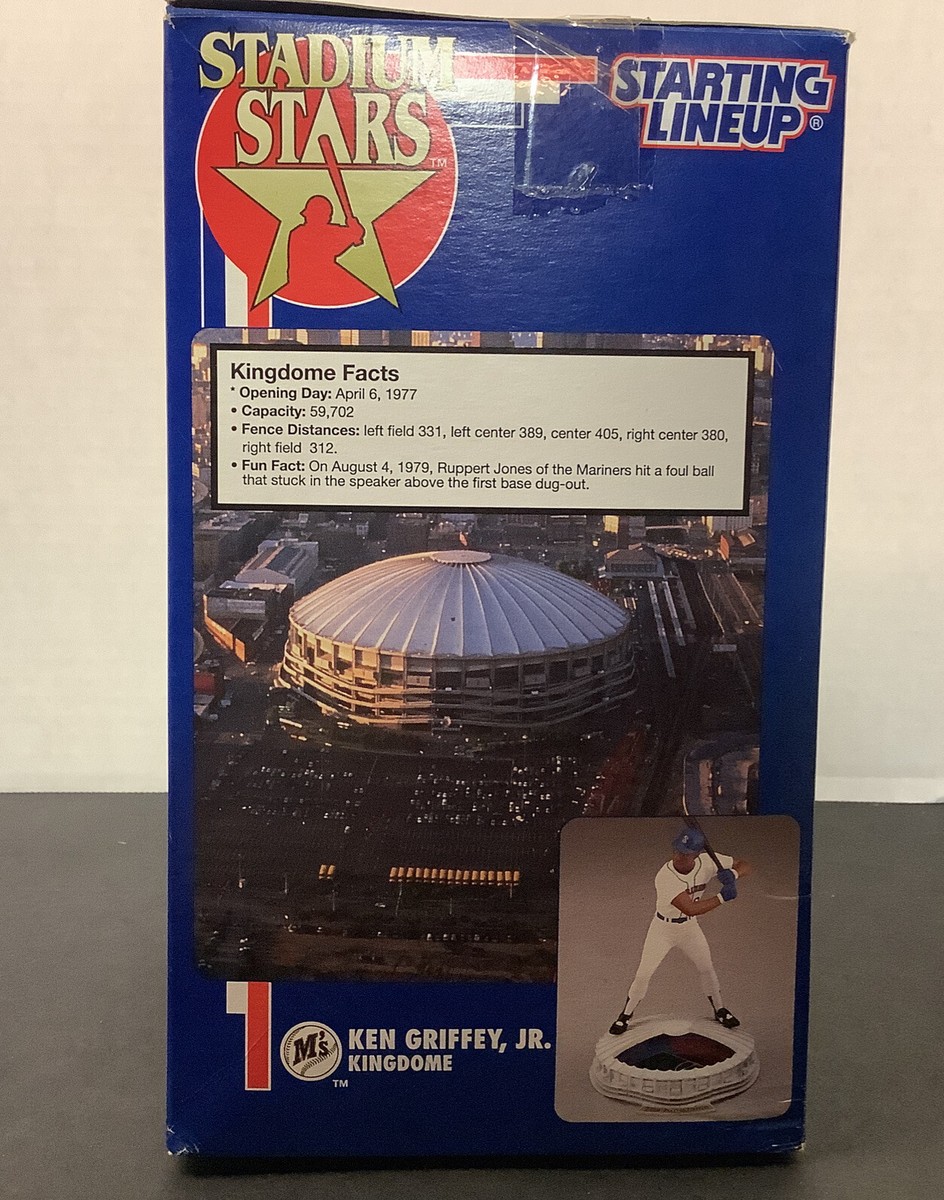 STADIUM
STARS™
STARTING
LINEUP®
Kingdome Facts
* Opening Day: April 6, 1977
• Capacity: 59,702
• Fence Distances: left field 331, left center 389, center 405, right center 380,
right field 312.
• Fun Fact: On August 4, 1979, Ruppert Jones of the Mariners hit a foul ball
that stuck in the speaker above the first base dug-out.
M's
TM
KEN GRIFFEY, JR.
KINGDOME